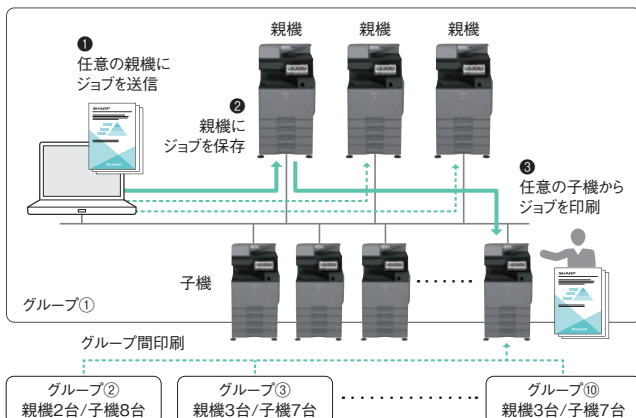 親機
親機
親機
❶
任意の親機に
ジョブを送信
SHARP
❷
親機に
ジョブを保存
❸
任意の子機から
ジョブを印刷
子機
SHARP
グループ①
グループ間印刷
グループ②
親機2台/子機8台
グループ③
親機3台/子機7台
グループ⑩
親機3台/子機7台